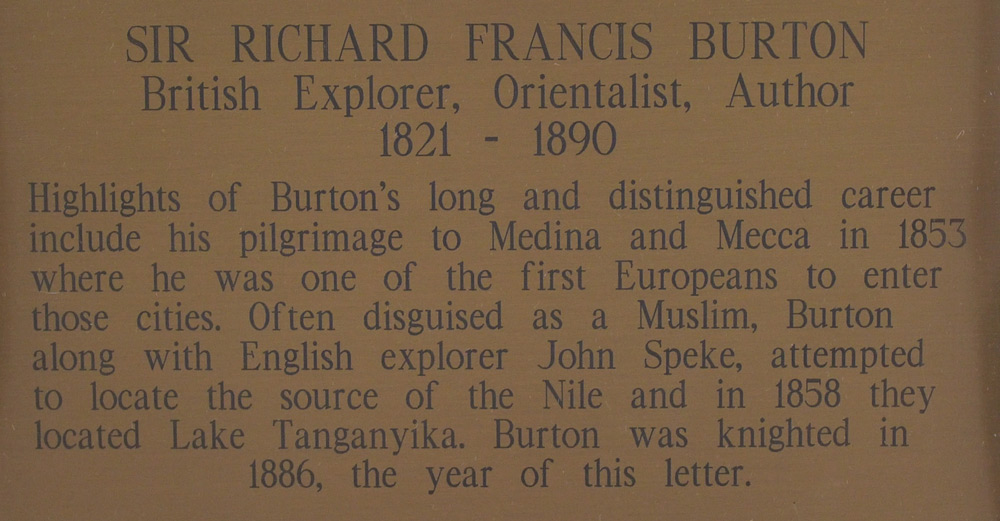 SIR RICHARD FRANCIS BURTON
British Explorer, Orientalist, Author
1821 - 1890
Highlights of Burton's long and distinguished career
include his pilgrimage to Medina and Mecca in 1853
where he was one of the first Europeans to enter
those cities. Often disguised as a Muslim, Burton
along with English explorer John Speke, attempted
to locate the source of the Nile and in 1858 they
located Lake Tanganyika. Burton was knighted in
1886, the year of this letter.